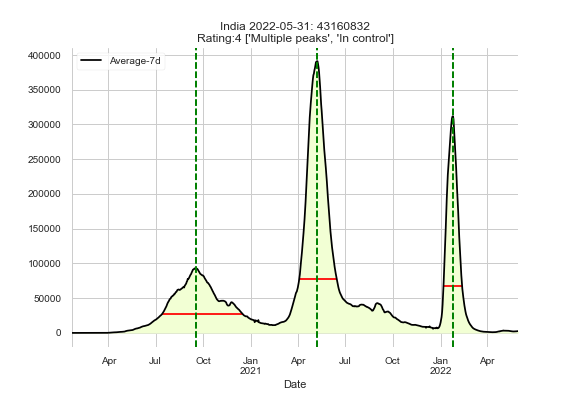 India 2022-05-31: 43160832
Rating:4 ['Multiple peaks', 'In control']
Average-7d
400000
350000
300000
250000
200000
150000
100000
50000
0
Apr
Jul
Oct
Jan
2021
Apr
Jul
Oct
Jan
2022
Apr
Date